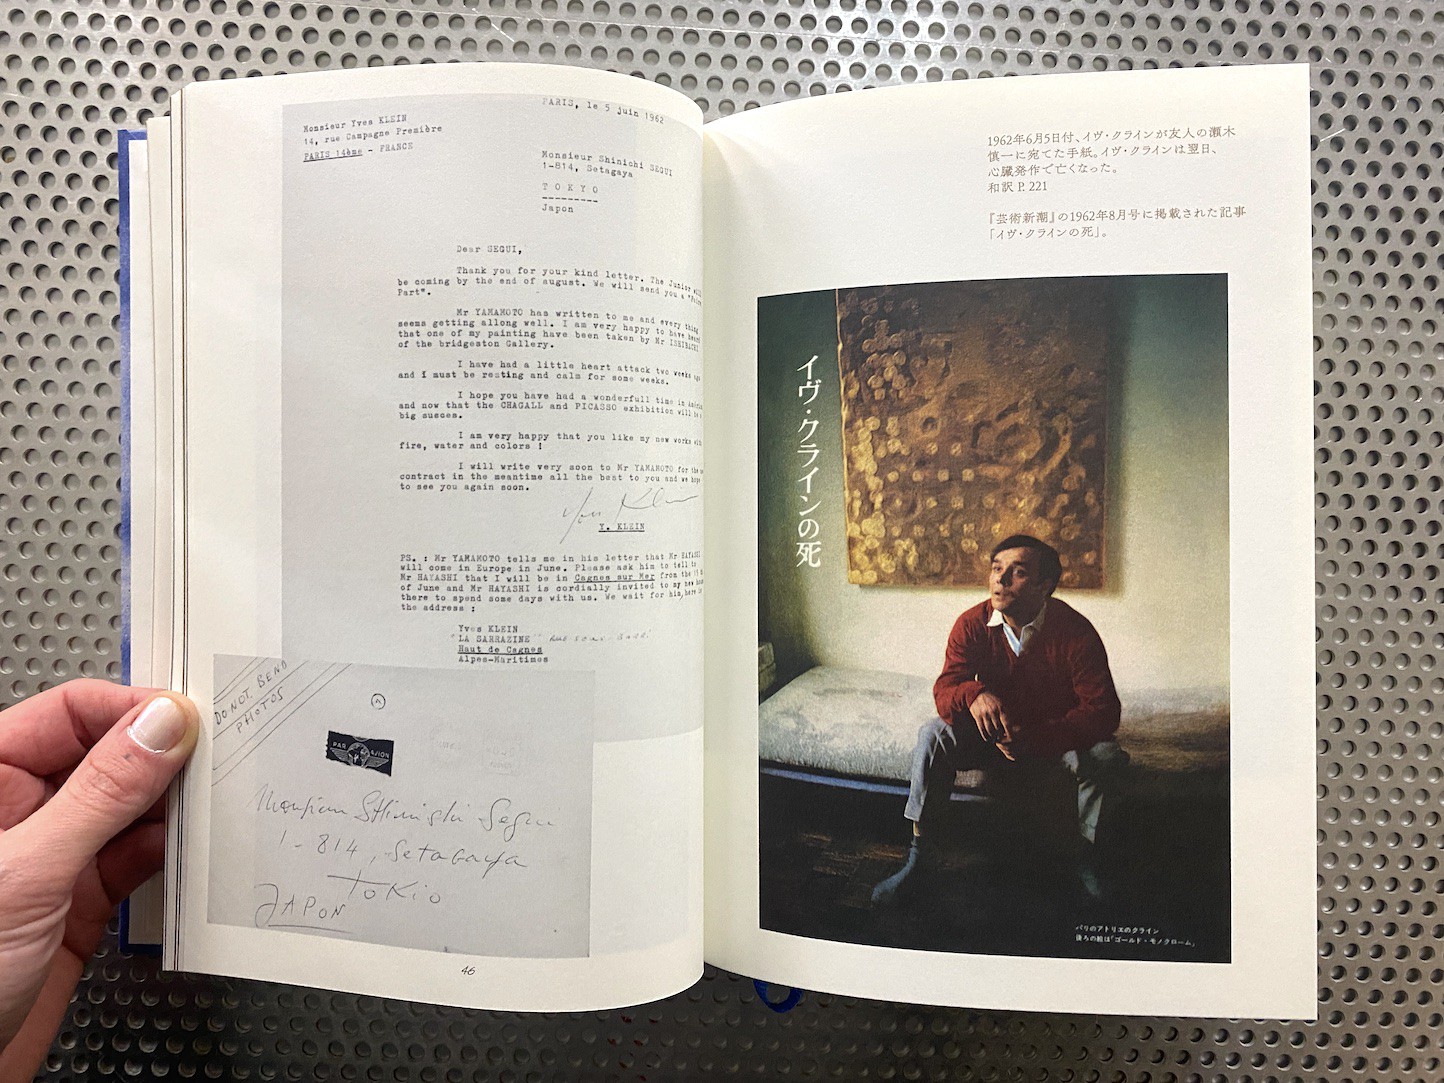 PARIS, le 5 juin 1962
Monsieur Yves KLEIN
14, rue Campagne Première
PARIS 14ème - FRANCE
Monsieur Shinichi SEGUI
1-814, Setagaya
T O K Y O
---------
Japon
Dear SEGUI,
Thank you for your kind letter. The Junior
be coming by the end of august. We will send you a
Part".
Mr YAMAMOTO has written to me and every thing
seems getting allong well. I am very happy to have heard
that one of my painting have been taken by Mr ISHIBACHI
of the bridgeston Gallery.
I have had a little heart attack two weeks ago
and I must be resting and calm for some weeks.
I hope you have had a wonderfull time in
and now that the CHAGALL and PICASSO exhibition will be a
big susces.
I am very happy that you like my new works with
fire, water and colors !
I will write very soon to Mr YAMAMOTO for the
contract in the meantime all the best to you and we hope
to see you again soon.
Yves Klein
Y. KLEIN
PS. : Mr YAMAMOTO tells me in his letter that Mr HAYASHI
will come in Europe in June. Please ask him to tell to
Mr HAYASHI that I will be in Cagnes sur Mer from the
of June and Mr HAYASHI is cordially invited to my new house
there to spend some days with us. We wait for him, here is
the address :
Yves KLEIN
"LA SARRAZINE"
Haut de Cagnes
Alpes-Maritimes
DO NOT BEND
PHOTOS
A
PAR AVION
Shinichi Segui
1-814, Setagaya
Tokio
JAPON
46
1962年6月5日付、イヴ・クラインが友人の瀬木
慎一に宛てた手紙。イヴ・クラインは翌日、
心臓発作で亡くなった。
和訳 P. 221
『芸術新潮』の1962年8月号に掲載された記事
「イヴ・クラインの死」。
イヴ・クラインの死
パリのアトリエのクライン
後ろの絵は「ゴールド・モノクローム」